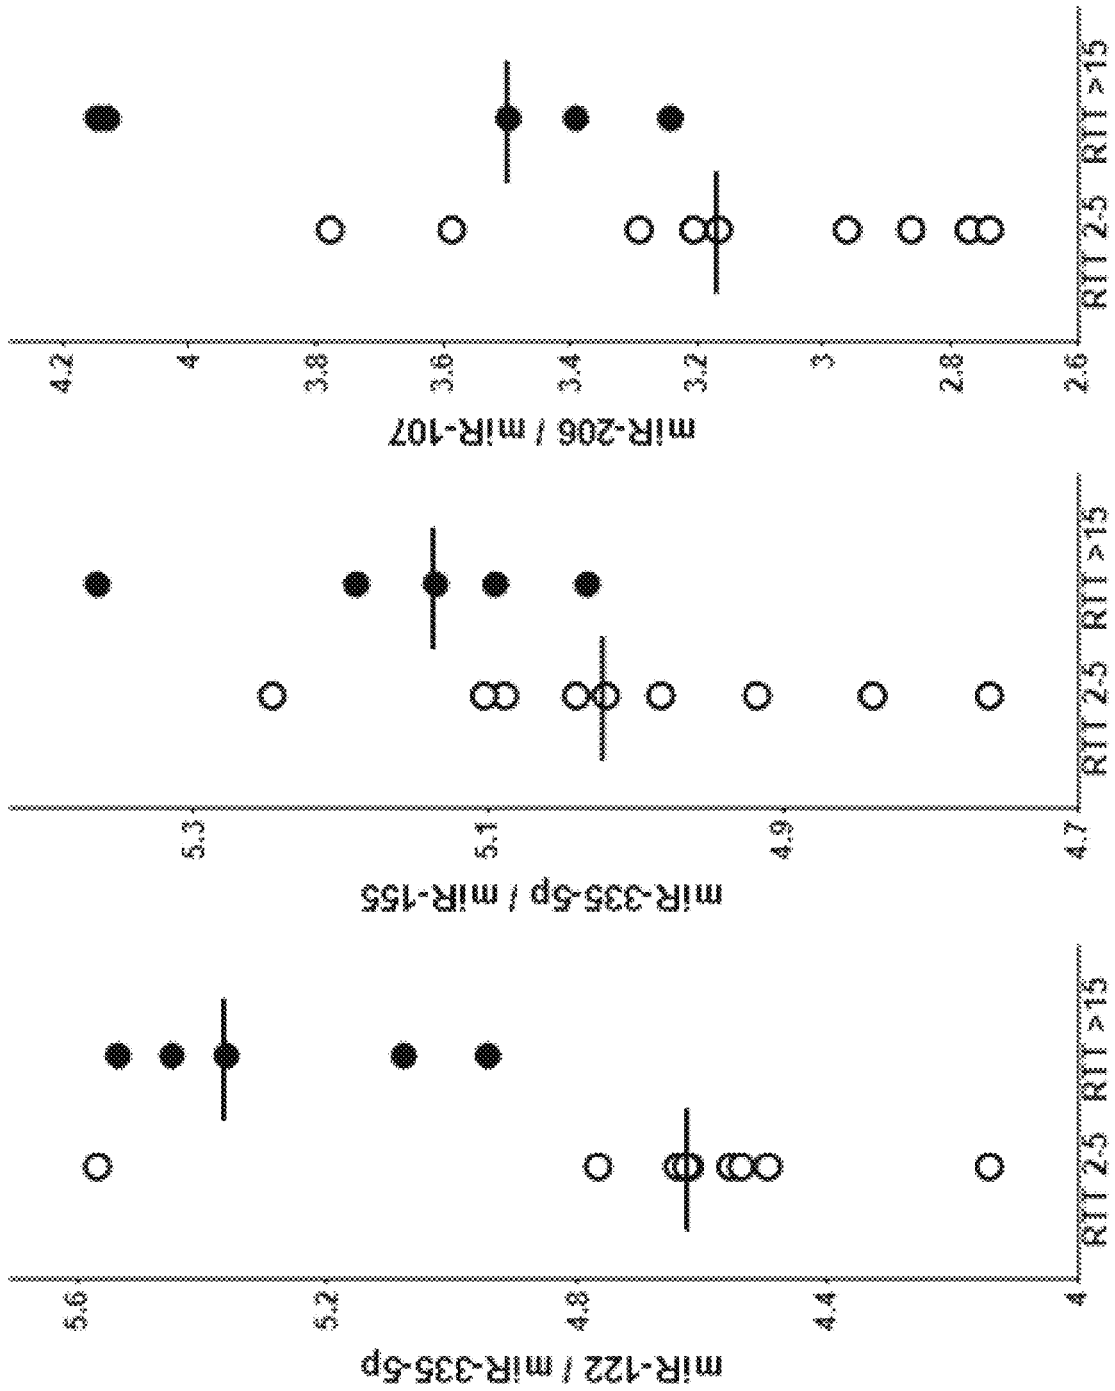 miR-122 / miR-335-5p
5.6
5.2
4.8
4.4
4
RTT 2-5
RTT >15
miR-335-5p / miR-155
5.3
5.1
4.9
4.7
RTT 2-5
RTT >15
miR-206 / miR-107
4.2
4
3.8
3.6
3.4
3.2
3
2.8
2.6
RTT 2-5
RTT >15